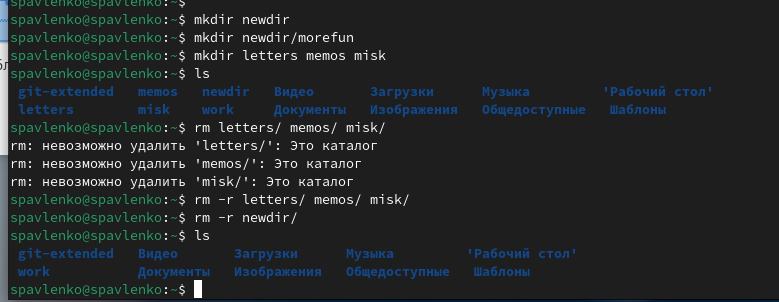 spavlenko@spavlenko:~$
spavlenko@spavlenko:~$ mkdir newdir
spavlenko@spavlenko:~$ mkdir newdir/morefun
spavlenko@spavlenko:~$ mkdir letters memos misk
spavlenko@spavlenko:~$ ls
git-extended memos newdir Видео Загрузки Музыка 'Рабочий стол'
letters misk work Документы Изображения Общедоступные Шаблоны
spavlenko@spavlenko:~$ rm letters/ memos/ misk/
rm: невозможно удалить 'letters/': Это каталог
rm: невозможно удалить 'memos/': Это каталог
rm: невозможно удалить 'misk/': Это каталог
spavlenko@spavlenko:~$ rm -r letters/ memos/ misk/
spavlenko@spavlenko:~$ rm -r newdir/
spavlenko@spavlenko:~$ ls
git-extended Видео Загрузки Музыка 'Рабочий стол'
work Документы Изображения Общедоступные Шаблоны
spavlenko@spavlenko:~$